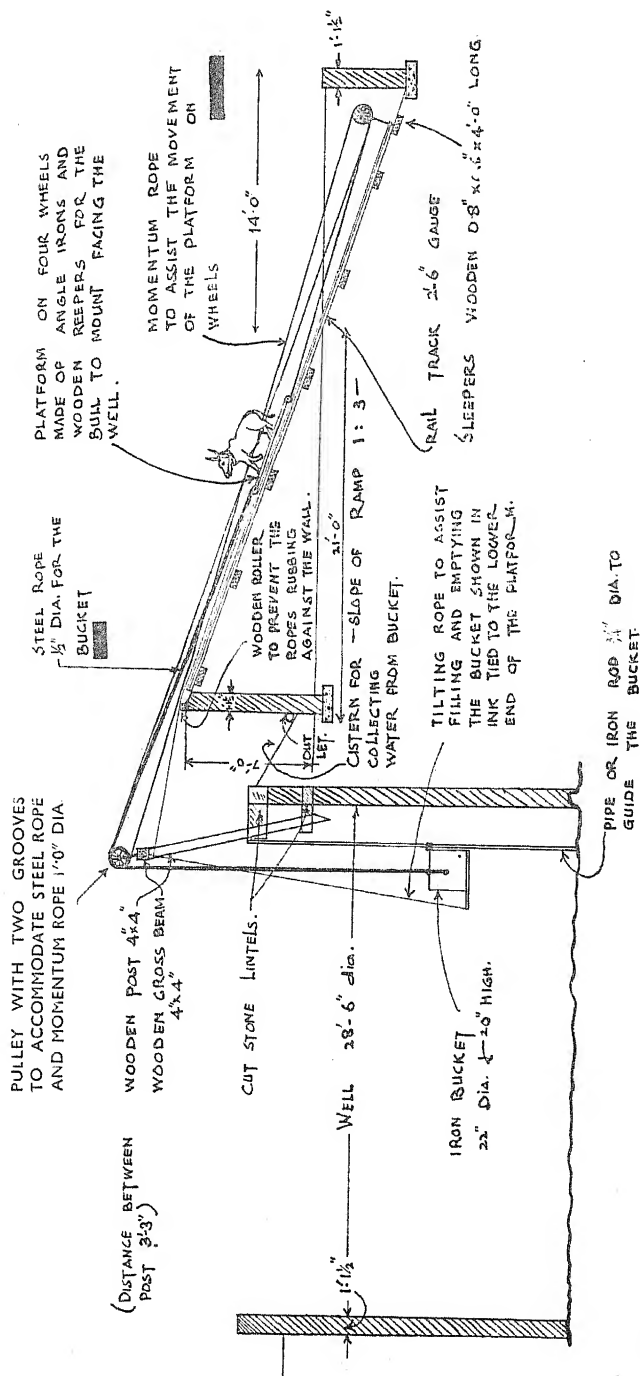 PULLEY WITH TWO GROOVES
TO ACCOMMODATE STEEL ROPE
AND MOMENTUM ROPE 1'0" DIA.
STEEL ROPE
½" DIA. FOR THE
BUCKET
PLATFORM ON FOUR WHEELS
MADE OF ANGLE IRONS AND
WOODEN REEPERS FOR THE
BULL TO MOUNT FACING THE
WELL.
MOMENTUM ROPE
TO ASSIST THE MOVEMENT
OF THE PLATFORM ON
WHEELS
14'-0"
1'-1½"
(DISTANCE BETWEEN
POST 3'-3")
WOODEN POST 4"x4"
WOODEN CROSS BEAM
4"x4"
CUT STONE LINTELS.
WOODEN ROLLER
TO PREVENT THE
ROPES RUBBING
AGAINST THE WALL.
7'-0"
OUT
LET.
21'-0"
CISTERN FOR
COLLECTING
WATER FROM BUCKET.
SLOPE OF RAMP 1:3
RAIL TRACK 2'-6" GAUGE
SLEEPERS WOODEN 0'8" x 4'-0" LONG.
1'-1½"
WELL 28'-6" dia.
IRON BUCKET
22" DIA. & 20" HIGH.
TILTING ROPE TO ASSIST
FILLING AND EMPTYING
THE BUCKET SHOWN IN
INK TIED TO THE LOWER
END OF THE PLATFORM.
PIPE OR IRON ROD DIA. TO
GUIDE THE BUCKET.